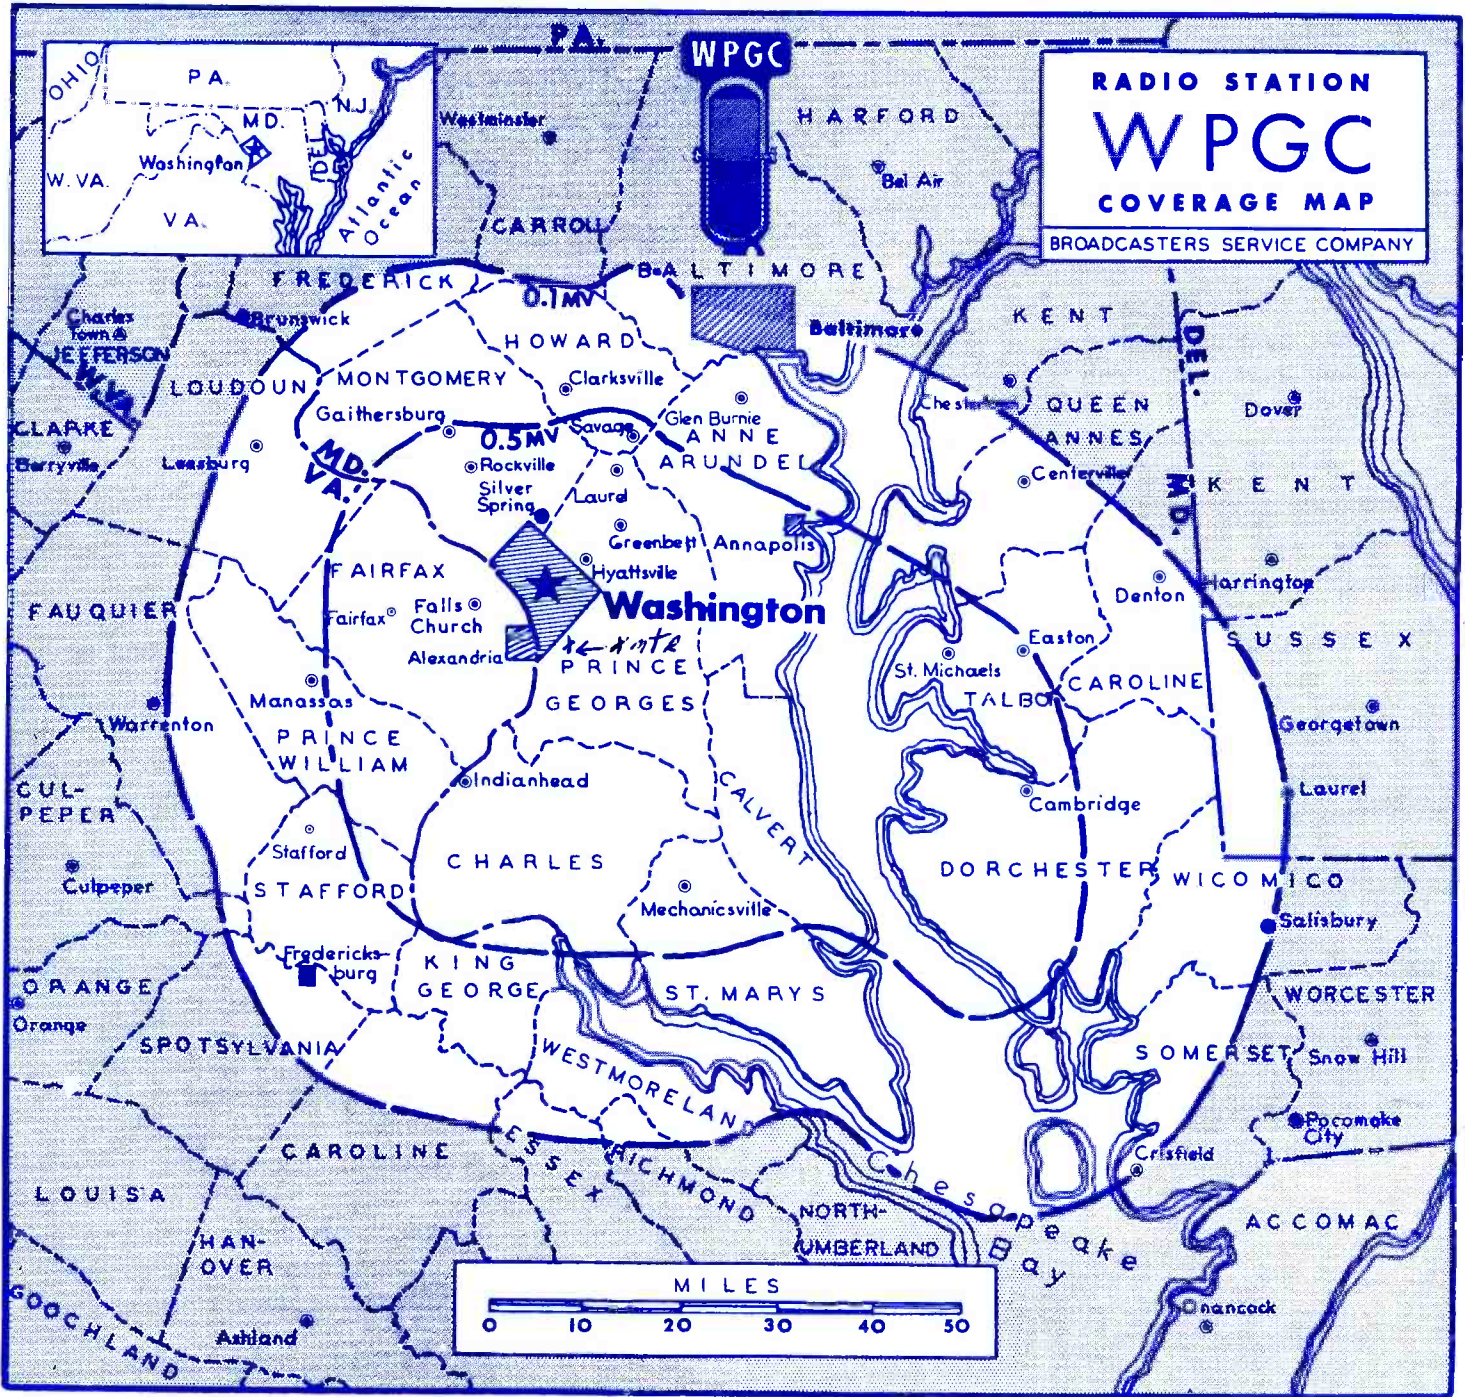 PA.
WPGC
RADIO STATION
WPGC
COVERAGE MAP
BROADCASTERS SERVICE COMPANY
OHIO
PA.
N.J.
MD.
DEL.
Washington
W.VA.
VA.
Atlantic
Ocean
Westminster
HARFORD
Bel Air
CARROLL
FREDERICK
BALTIMORE
0.1MV
Baltimore
KENT
Charles
Town
JEFFERSON
W.VA.
Brunswick
HOWARD
LOUDOUN
MONTGOMERY
Clarksville
Gaithersburg
0.5MV
Savage
Glen Burnie
ANNE
ARUNDEL
QUEEN
ANNES
DEL.
MD.
Dover
CLARKE
Berryville
Leesburg
MD.
VA.
Rockville
Silver
Spring
Laurel
Centerville
KENT
Greenbelt
Annapolis
Hyattsville
FAIRFAX
Fairfax
Falls
Church
Washington
Alexandria
Denton
Harrington
FAUQUIER
SUSSEX
PRINCE
GEORGES
Easton
St. Michaels
TALBOT
CAROLINE
Manassas
Warrenton
Georgetown
PRINCE
WILLIAM
Indianhead
CALVERT
Cambridge
Laurel
CUL-
PEPER
Stafford
STAFFORD
CHARLES
DORCHESTER
WICOMICO
Culpeper
Mechanicsville
Salisbury
Fredericks-
burg
KING
GEORGE
ST. MARYS
ORANGE
Orange
WORCESTER
SPOTSYLVANIA
WESTMORELAND
SOMERSET
Snow Hill
Pocomoke
City
CAROLINE
ESSEX
RICHMOND
Crisfield
Chesapeake
Bay
LOUISA
NORTH-
UMBERLAND
ACCOMAC
HAN-
OVER
GOOCHLAND
Ashland
Onancock
MILES
0 10 20 30 40 50